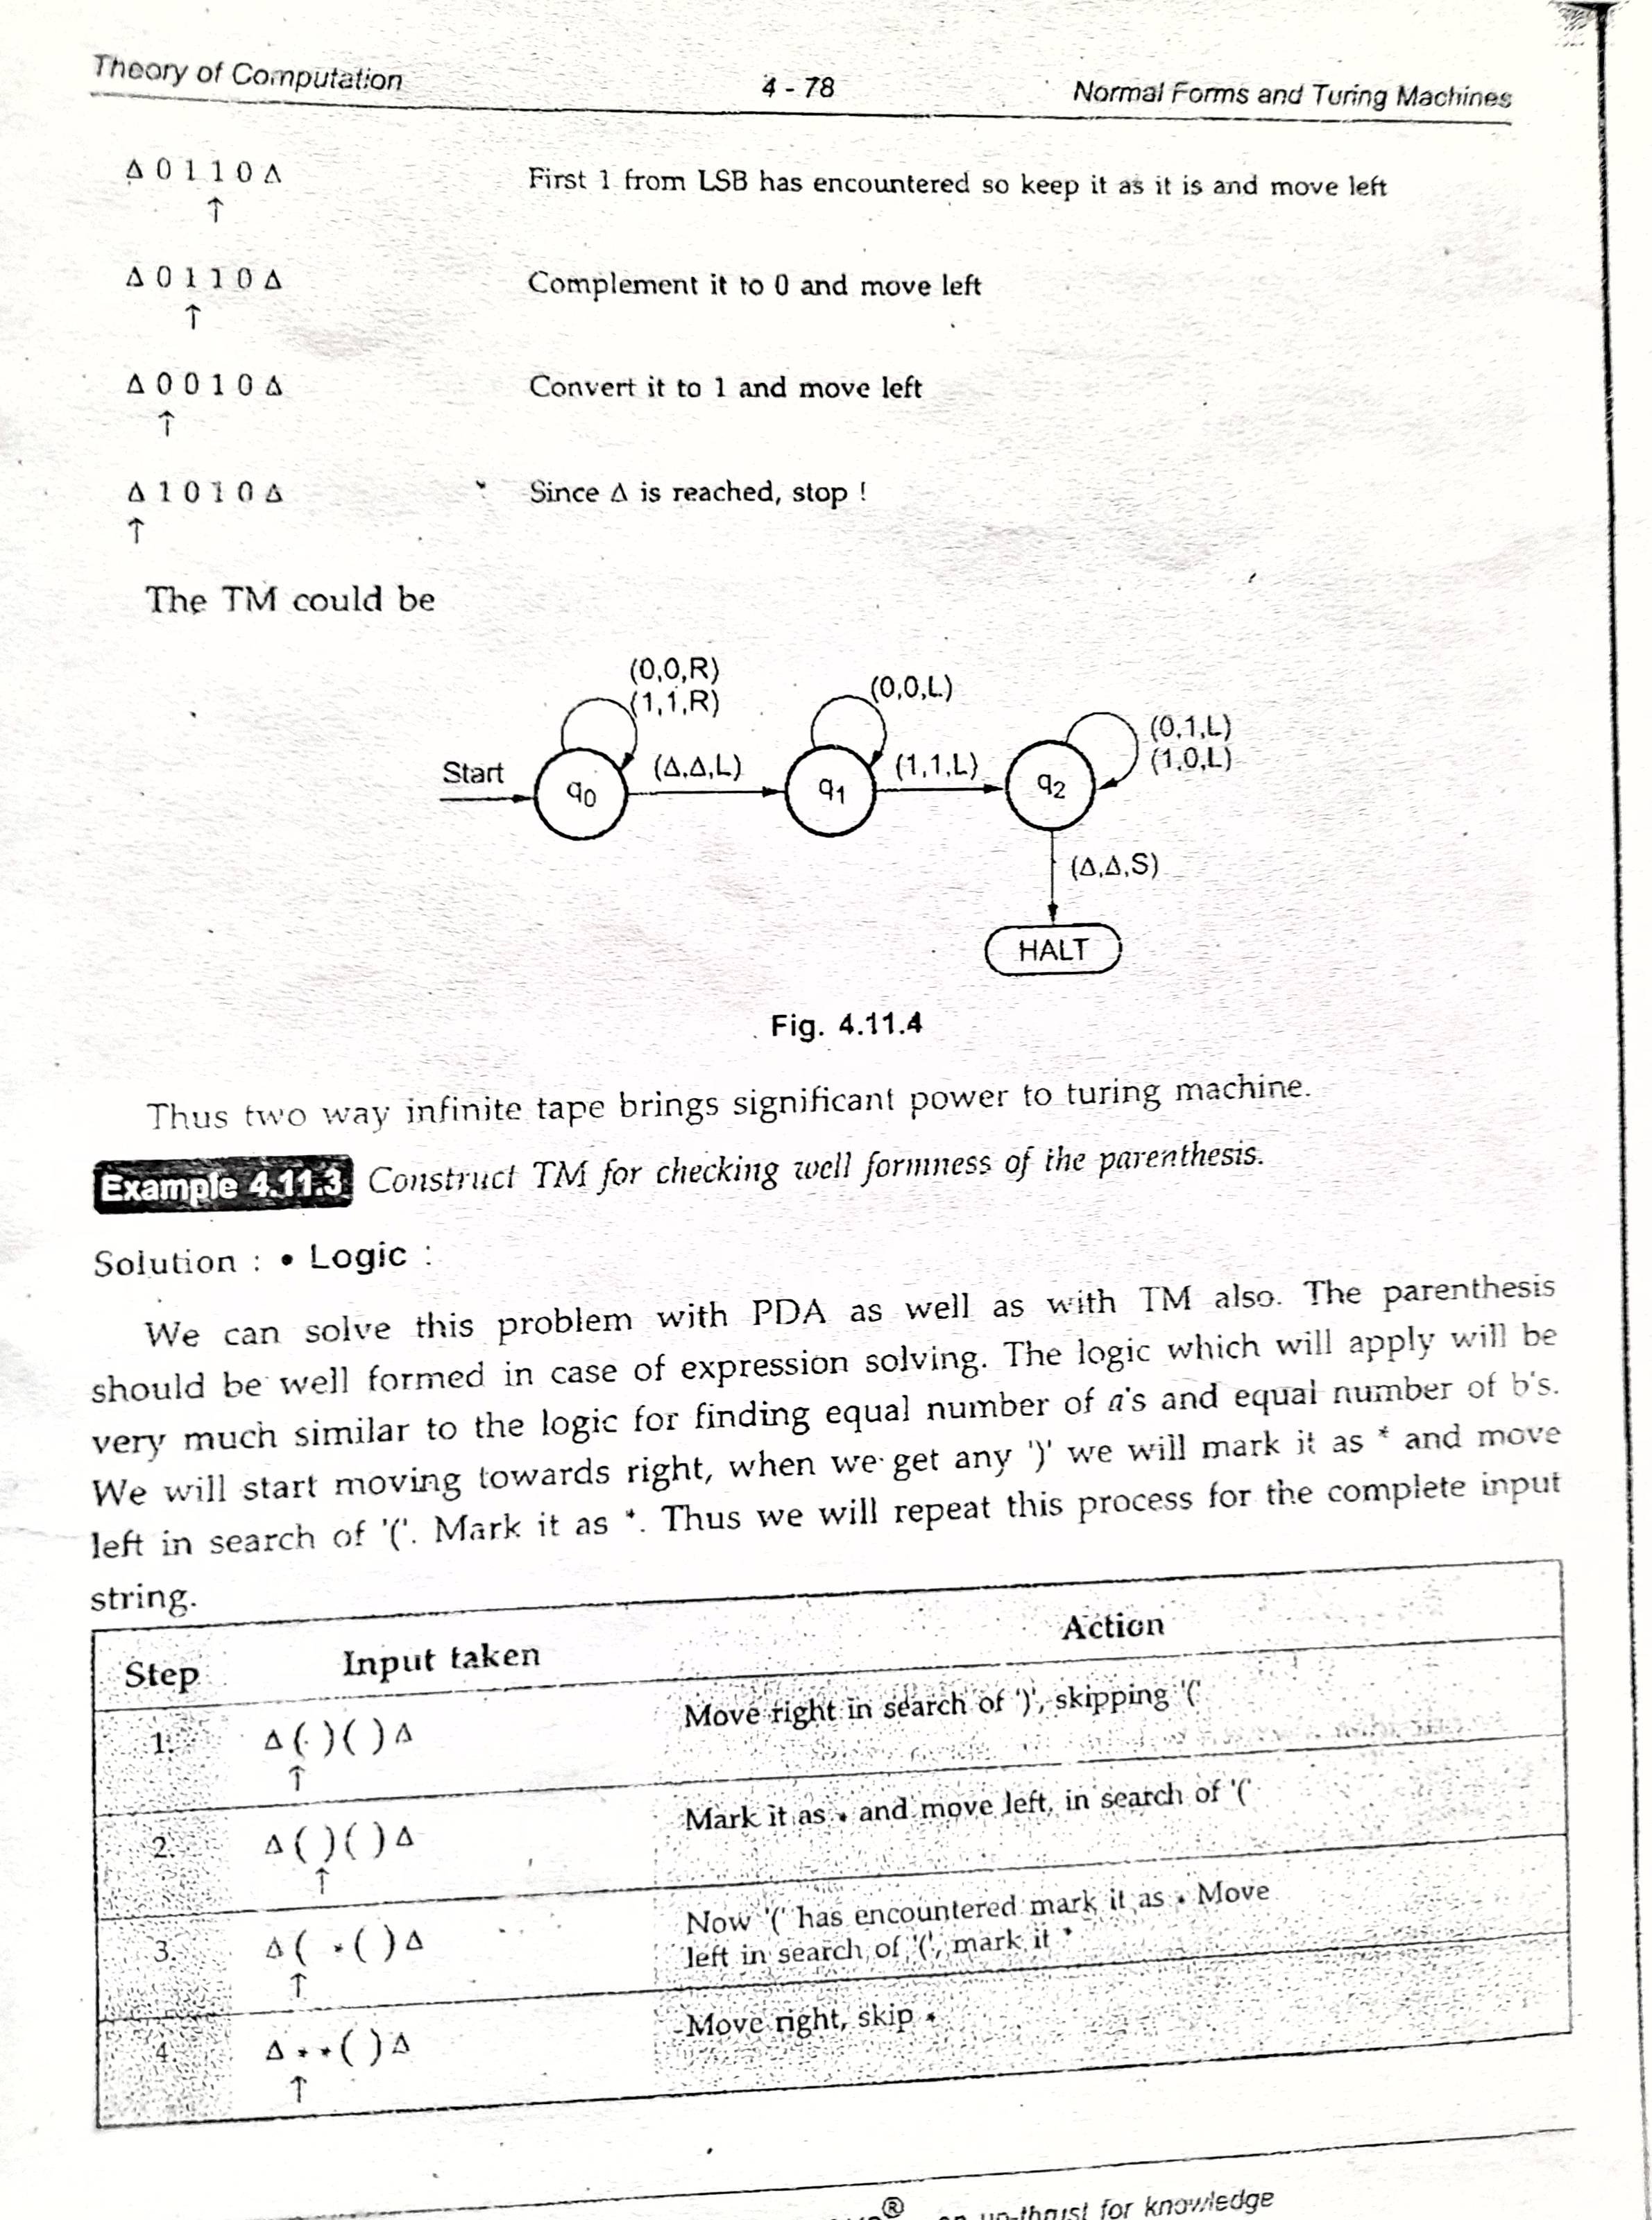 Theory of Computation 4 - 78 Normal Forms and Turing Machines
Δ 0 1 1 0 Δ First 1 from LSB has encountered so keep it as it is and move left
↑
Δ 0 1 1 0 Δ Complement it to 0 and move left
↑
Δ 0 0 1 0 Δ Convert it to 1 and move left
↑
Δ 1 0 1 0 Δ Since Δ is reached, stop !
↑
The TM could be
(0,0,R)
(1,1,R)
(0,0,L)
(0,1,L)
(1,0,L)
Start q0 (Δ,Δ,L) q1 (1,1,L) q2
(Δ,Δ,S)
HALT
Fig. 4.11.4
Thus two way infinite tape brings significant power to turing machine.
Example 4.11.3 Construct TM for checking well formness of the parenthesis.
Solution : • Logic :
We can solve this problem with PDA as well as with TM also. The parenthesis
should be well formed in case of expression solving. The logic which will apply will be
very much similar to the logic for finding equal number of a's and equal number of b's.
We will start moving towards right, when we get any ')' we will mark it as * and move
left in search of '('. Mark it as *. Thus we will repeat this process for the complete input
string.
Step Input taken Action
1. Δ ( ) ( ) Δ Move right in search of ')', skipping '('
↑
2. Δ ( ) ( ) Δ Mark it as * and move left, in search of '('
↑
3. Δ ( * ( ) Δ Now '(' has encountered mark it as * Move
left in search of '(', mark it *
↑
4. Δ * * ( ) Δ Move right, skip *
↑
® up-thrust for knowledge